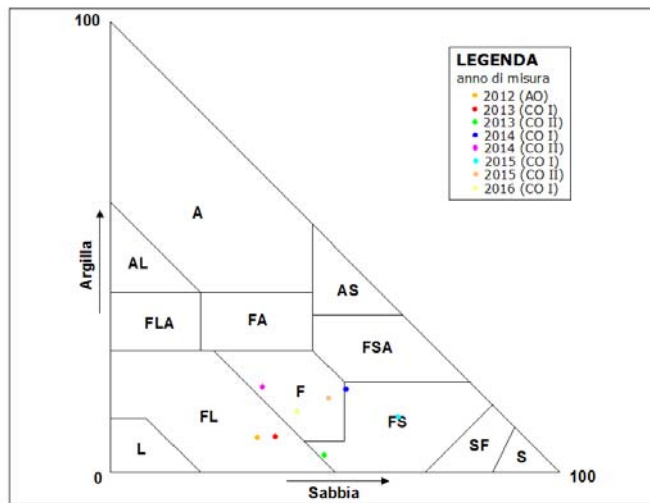 100
LEGENDA
anno di misura
2012 (AO)
2013 (CO I)
2013 (CO II)
2014 (CO I)
2014 (CO II)
2015 (CO I)
2015 (CO II)
2016 (CO I)
A
Argilla
AL
AS
FLA
FA
FSA
F
FL
FS
L
SF
S
0
100
Sabbia